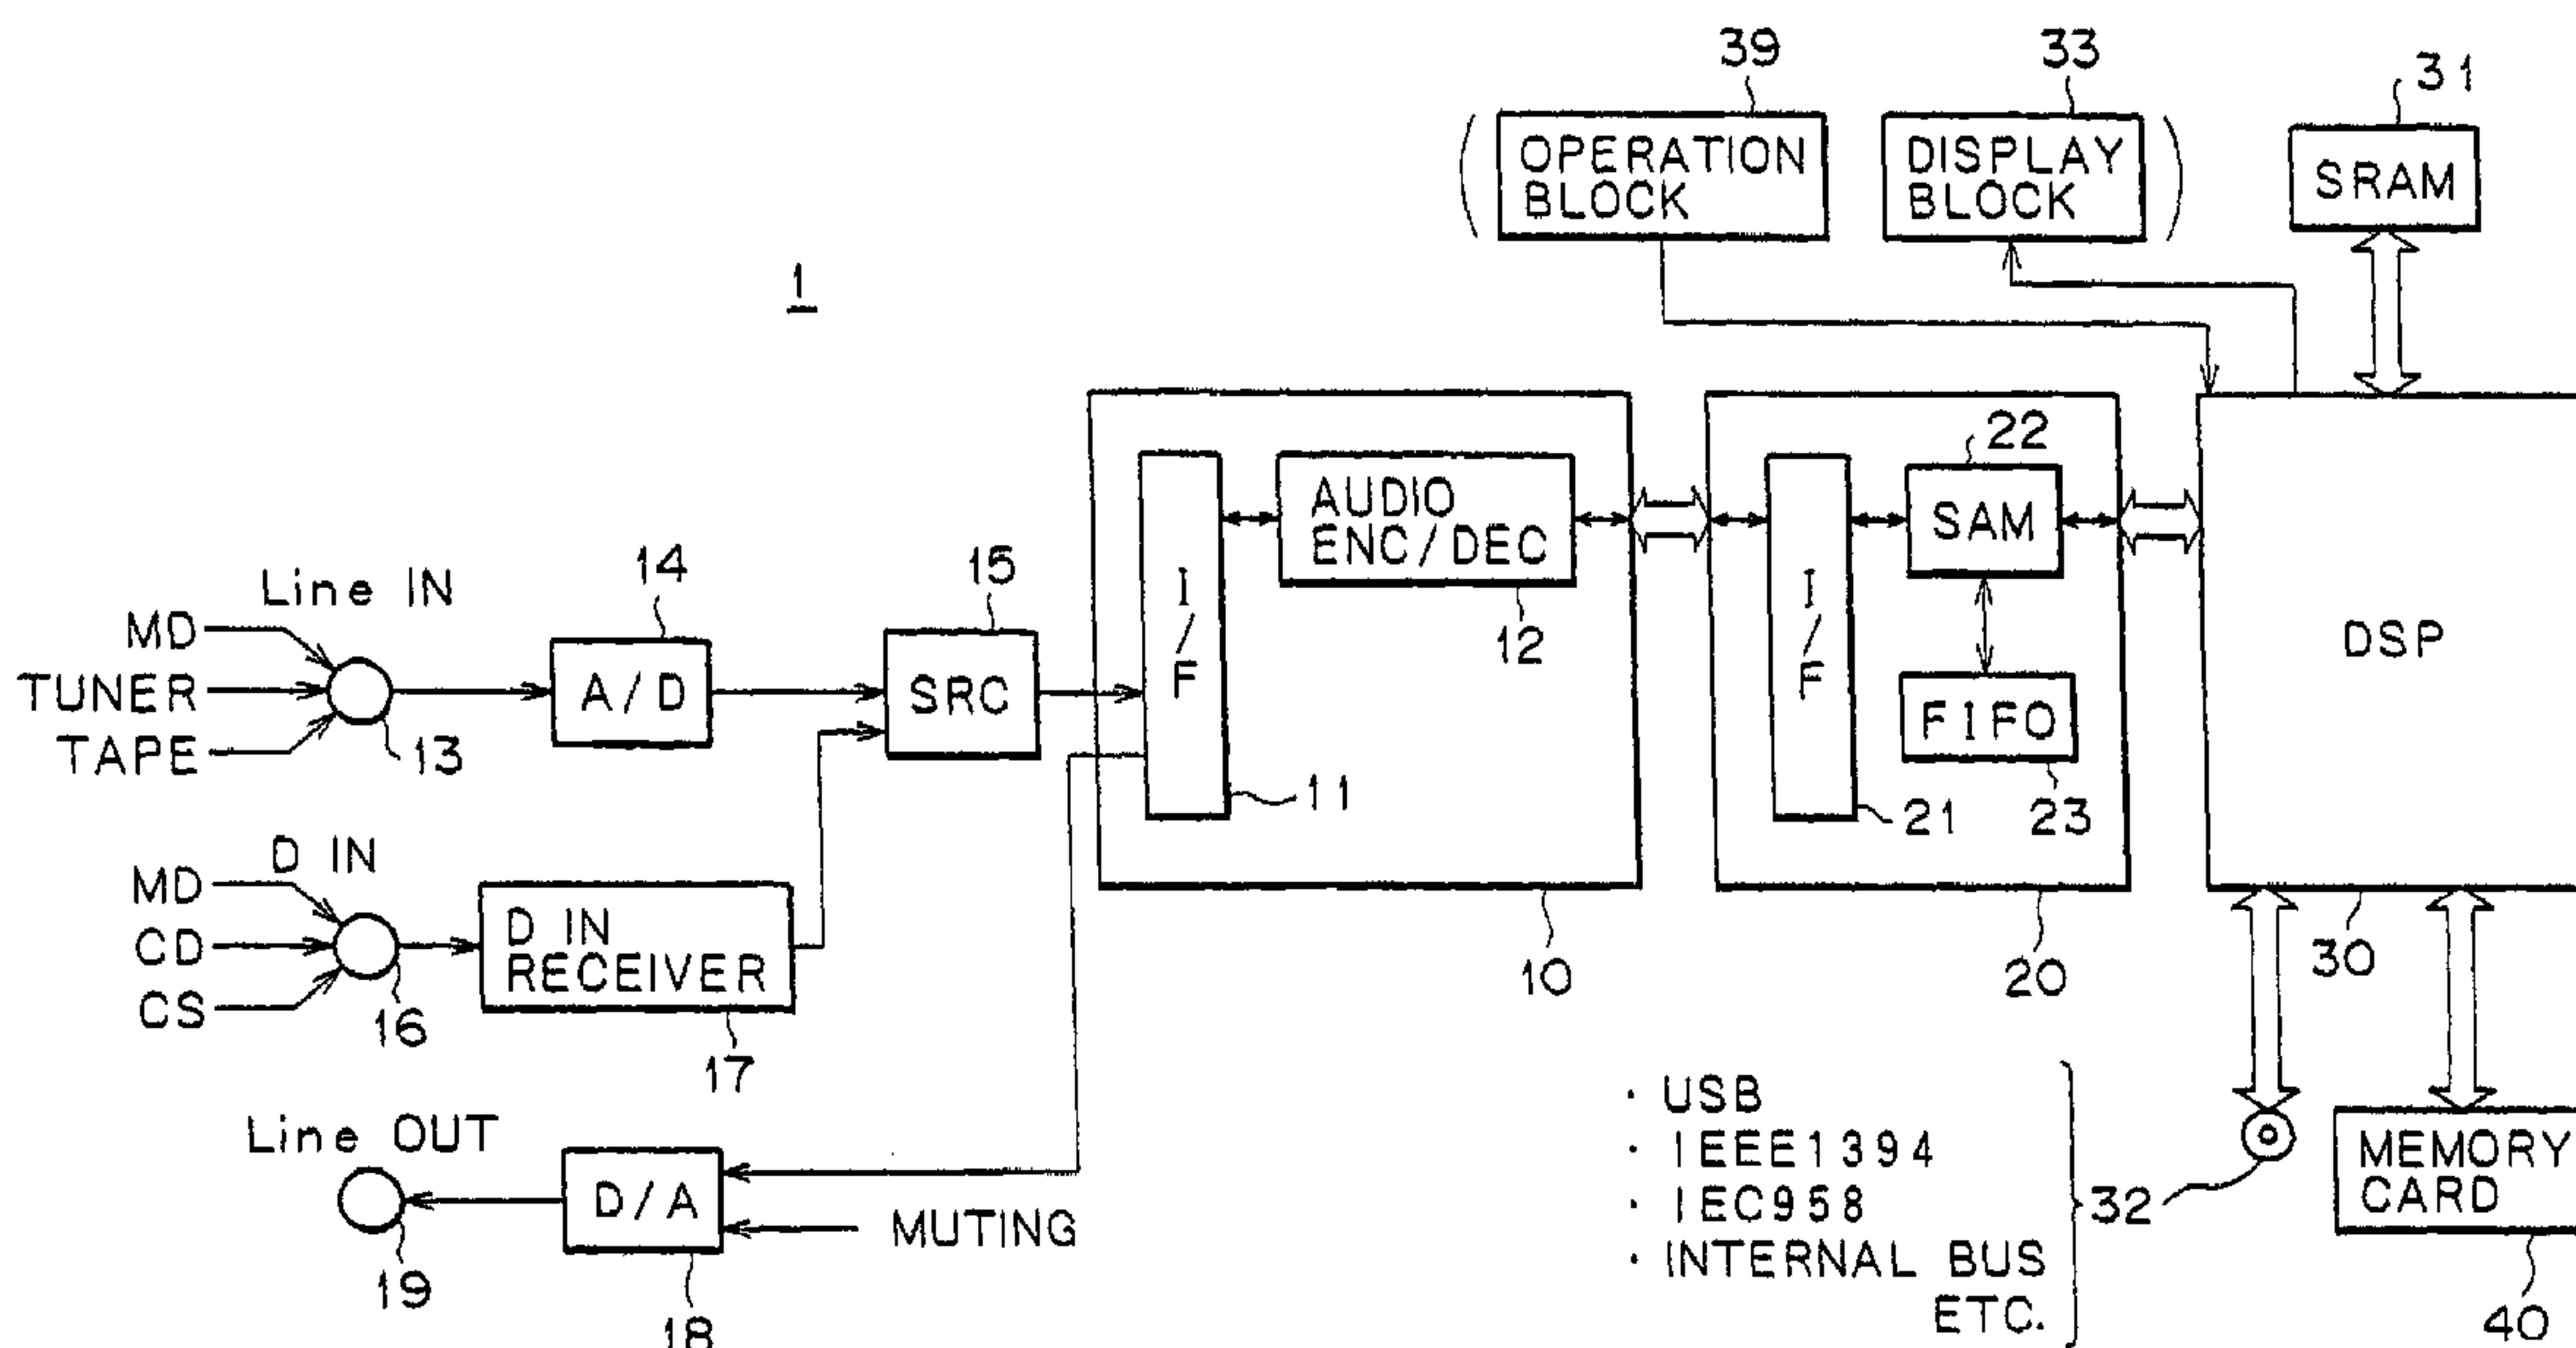 39
33
31
OPERATION
BLOCK
DISPLAY
BLOCK
SRAM
1
22
AUDIO
ENC/DEC
SAM
14
15
Line IN
I/F
I/F
12
DSP
MD
TUNER
TAPE
A/D
SRC
FIFO
13
11
21
23
D IN
MD
CD
CS
D IN
RECEIVER
10
20
30
16
17
Line OUT
D/A
MUTING
19
18
· USB
· IEEE1394
· IEC958
· INTERNAL BUS
ETC.
32
MEMORY
CARD
40